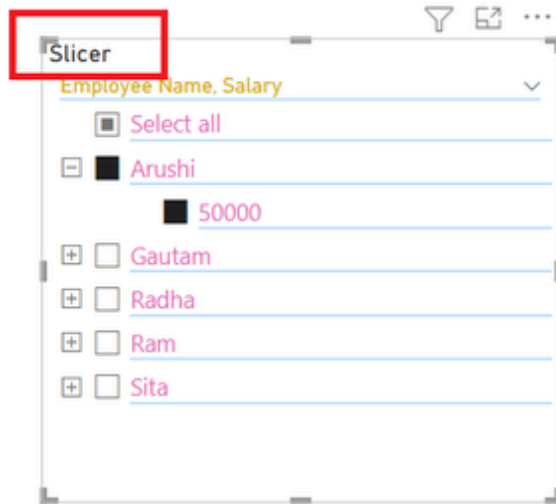 Slicer
Employee Name, Salary
Select all
Arushi
50000
Gautam
Radha
Ram
Sita